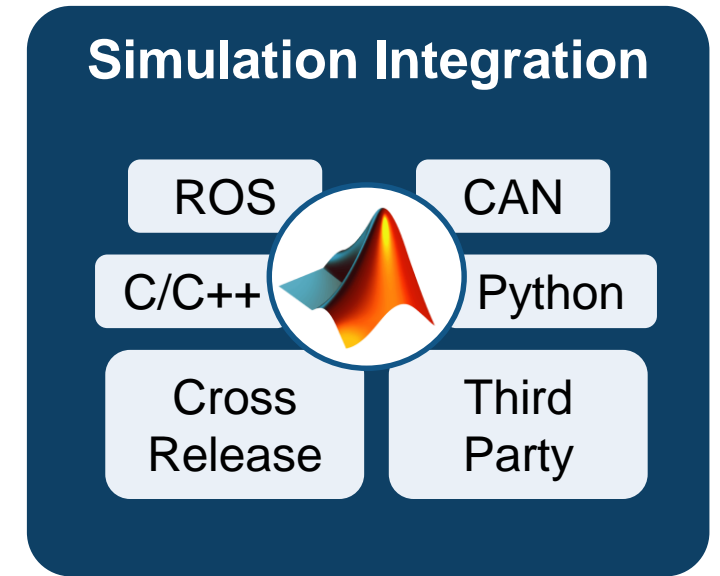 Simulation Integration
ROS
CAN
C/C++
Python
Cross
Release
Third
Party